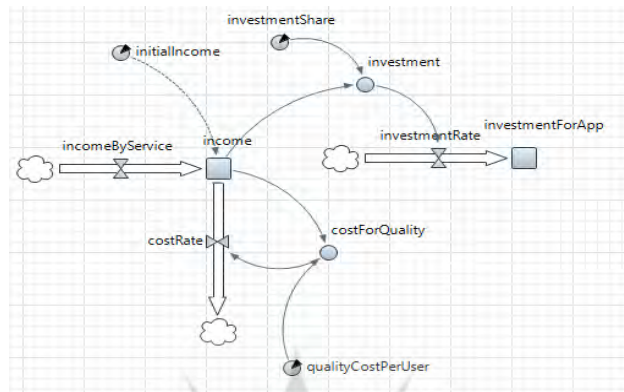 investmentShare
initialIncome
investment
incomeByService
income
investmentRate
investmentForApp
costRate
costForQuality
qualityCostPerUser